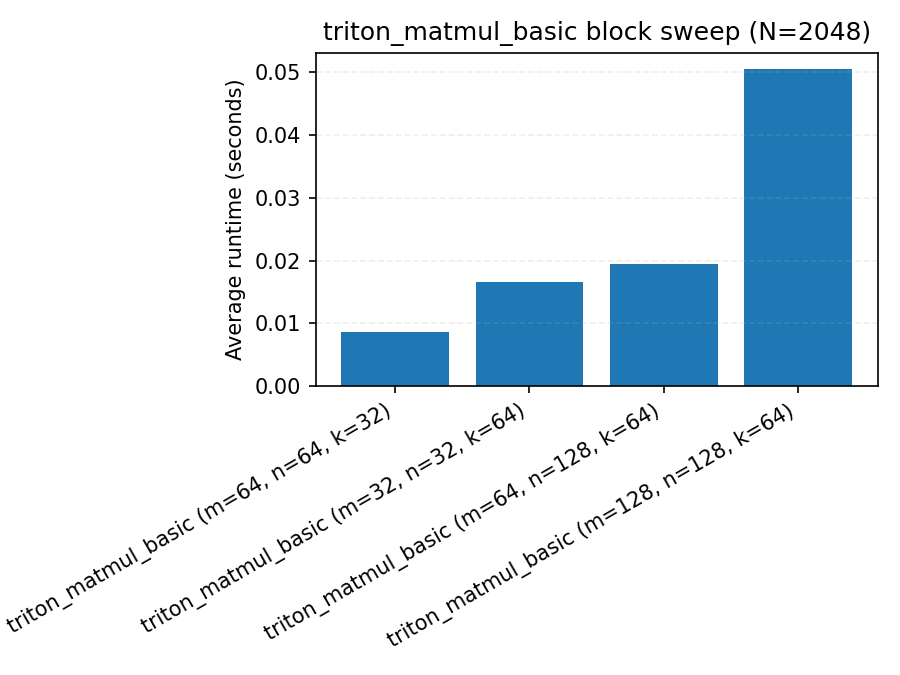 triton_matmul_basic block sweep (N=2048)
Average runtime (seconds)
0.05
0.04
0.03
0.02
0.01
0.00
triton_matmul_basic (m=64, n=64, k=32)
triton_matmul_basic (m=32, n=32, k=64)
triton_matmul_basic (m=64, n=128, k=64)
triton_matmul_basic (m=128, n=128, k=64)